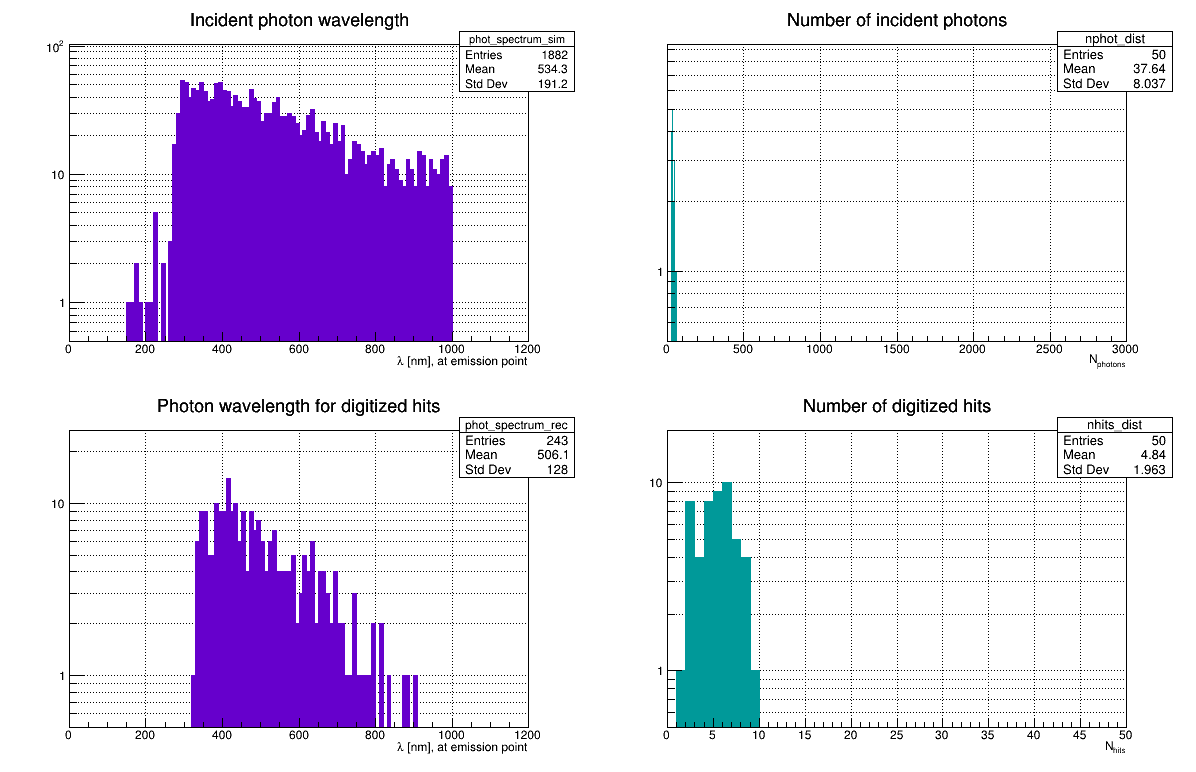 Incident photon wavelength
phot_spectrum_sim
Entries 1882
Mean 534.3
Std Dev 191.2
10²
10
1
0 200 400 600 800 1000 1200
λ [nm], at emission point
Number of incident photons
nphot_dist
Entries 50
Mean 37.64
Std Dev 8.037
1
0 500 1000 1500 2000 2500 3000
Nphotons
Photon wavelength for digitized hits
phot_spectrum_rec
Entries 243
Mean 506.1
Std Dev 128
10
1
0 200 400 600 800 1000 1200
λ [nm], at emission point
Number of digitized hits
nhits_dist
Entries 50
Mean 4.84
Std Dev 1.963
10
1
0 5 10 15 20 25 30 35 40 45 50
Nhits